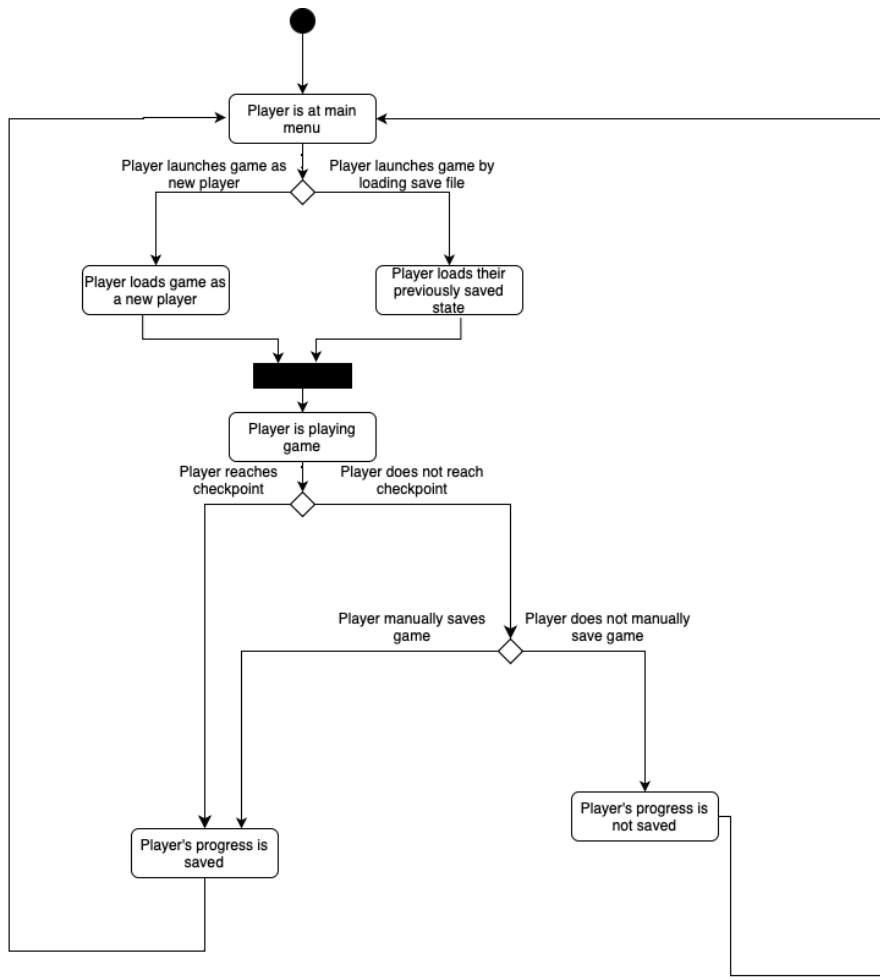 Player is at main
menu
Player launches game as
new player
Player launches game by
loading save file
Player loads game as
a new player
Player loads their
previously saved
state
Player is playing
game
Player reaches
checkpoint
Player does not reach
checkpoint
Player manually saves
game
Player does not manually
save game
Player's progress is
not saved
Player's progress is
saved